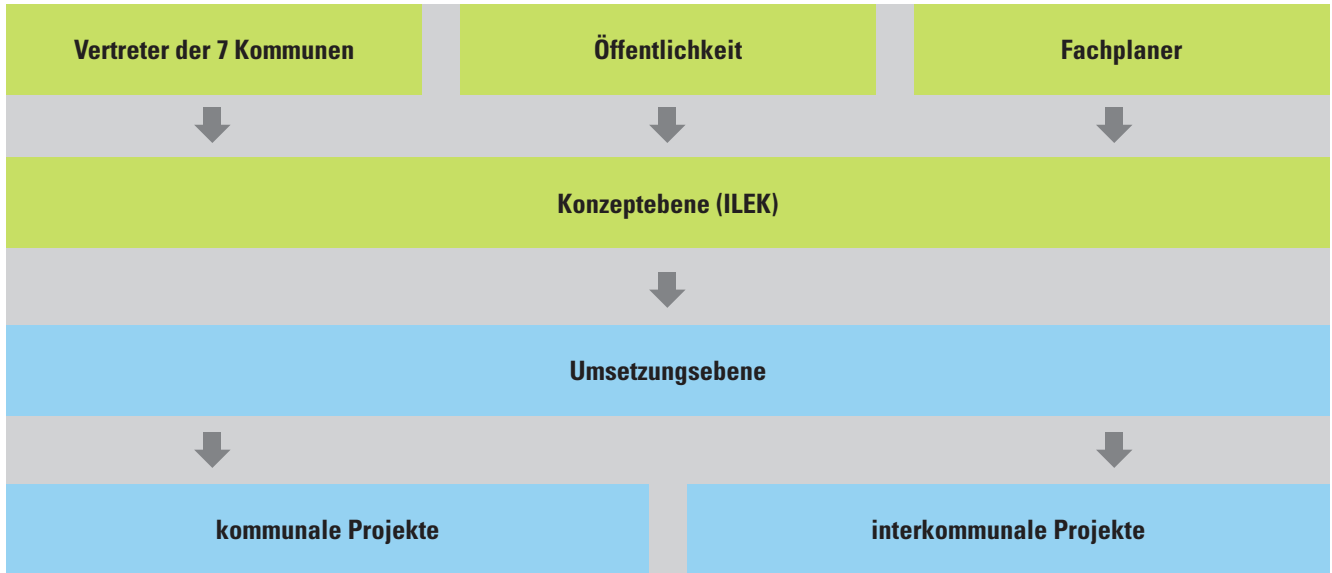 Vertreter der 7 Kommunen
Öffentlichkeit
Fachplaner
Konzeptebene (ILEK)
Umsetzungsebene
kommunale Projekte
interkommunale Projekte